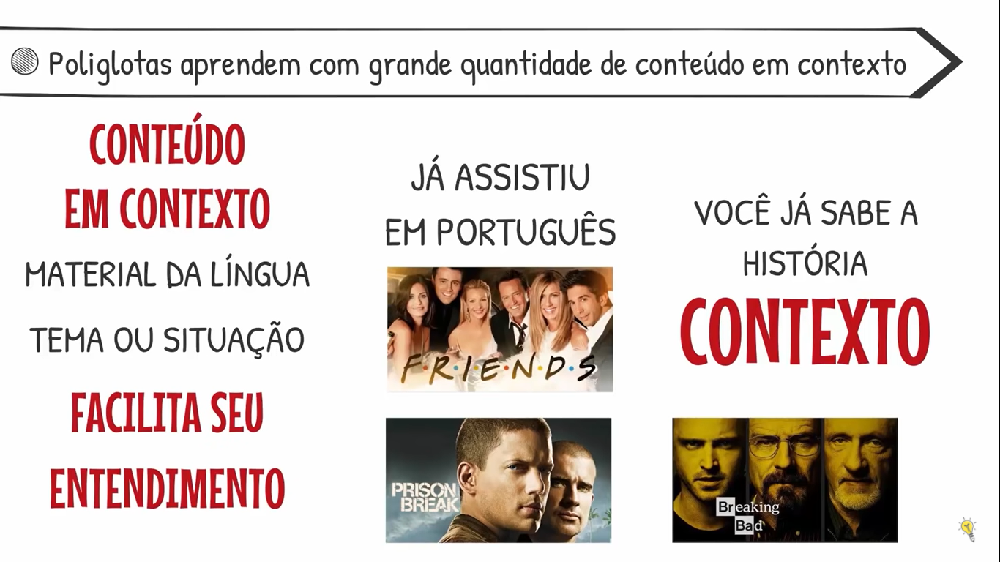 Poliglotas aprendem com grande quantidade de conteúdo em contexto
CONTEÚDO
EM CONTEXTO
MATERIAL DA LÍNGUA
TEMA OU SITUAÇÃO
FACILITA SEU
ENTENDIMENTO
JÁ ASSISTIU
EM PORTUGUÊS
F·R·I·E·N·D·S
PRISON
BREAK
VOCÊ JÁ SABE A
HISTÓRIA
CONTEXTO
Breaking
Bad